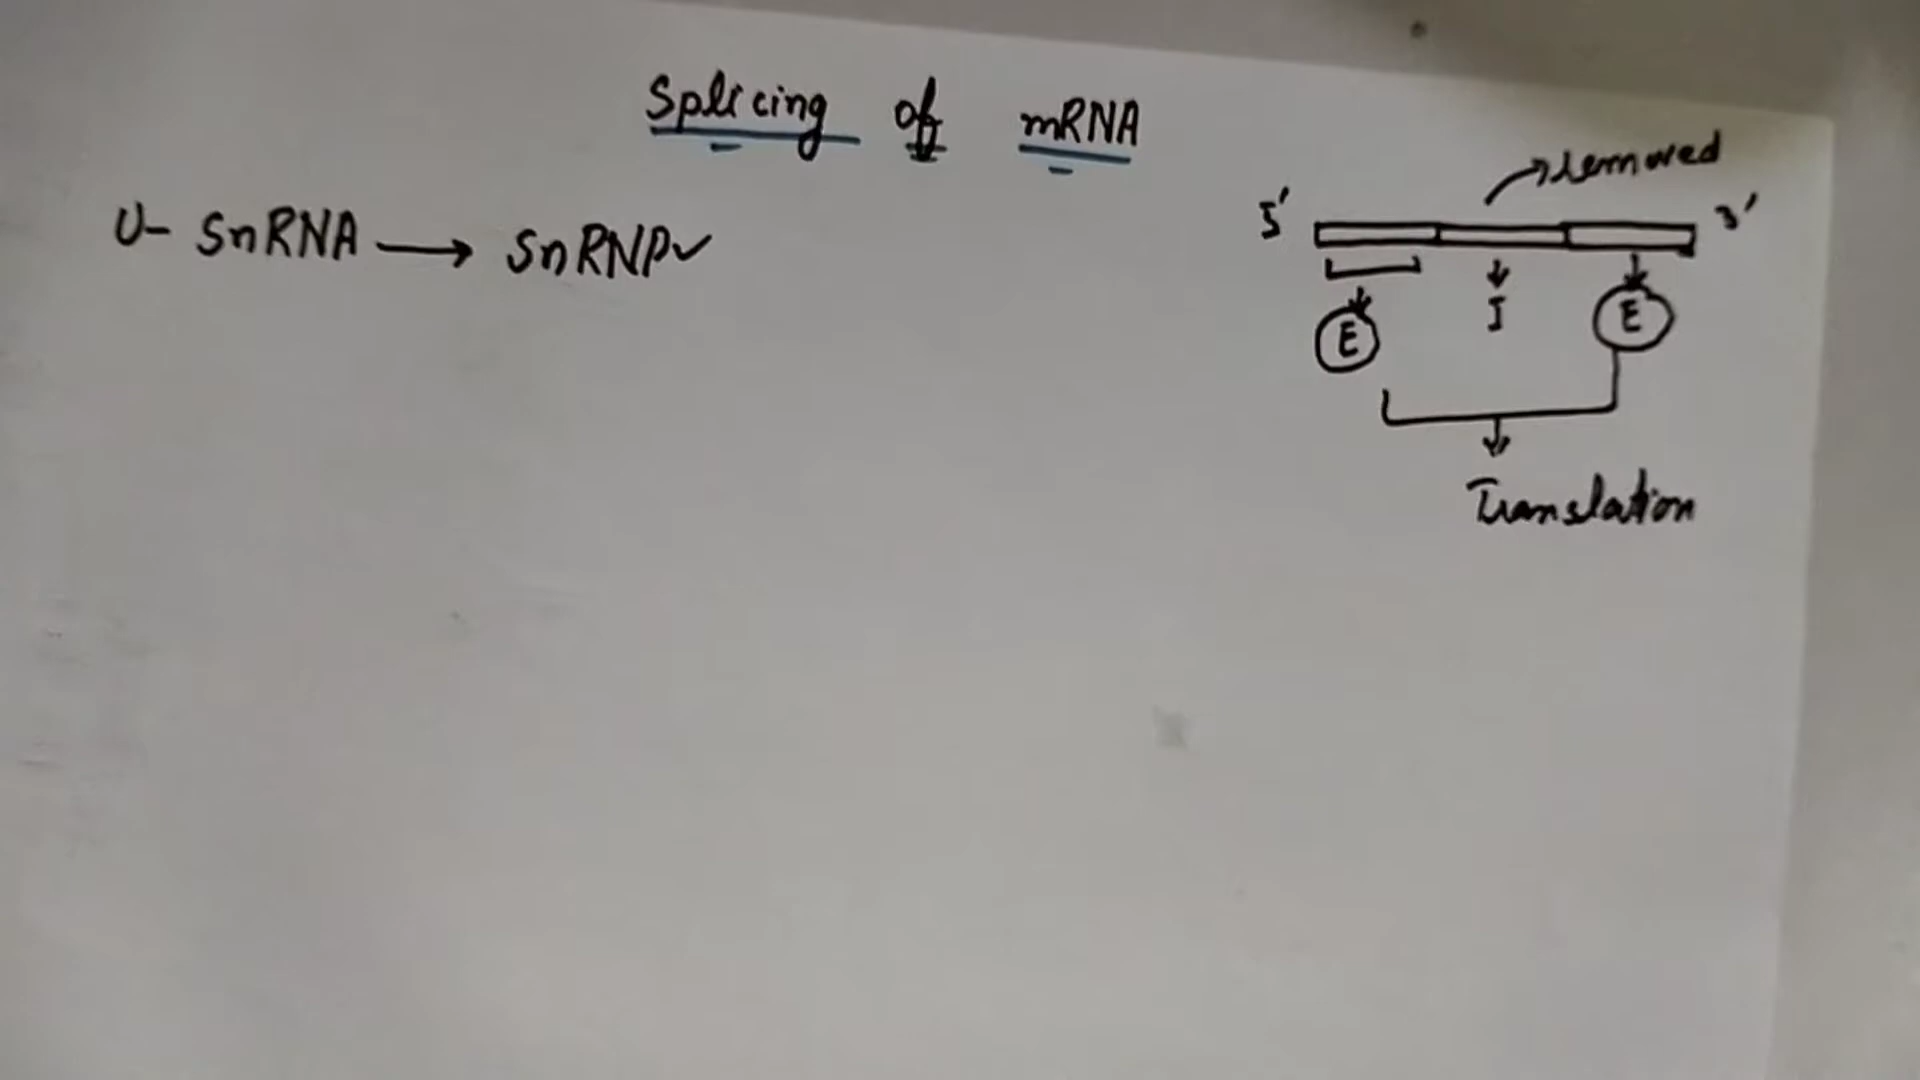 Splicing of mRNA
U- SnRNA → SnRNP✓
removed
5' 3'
E I E
Translation